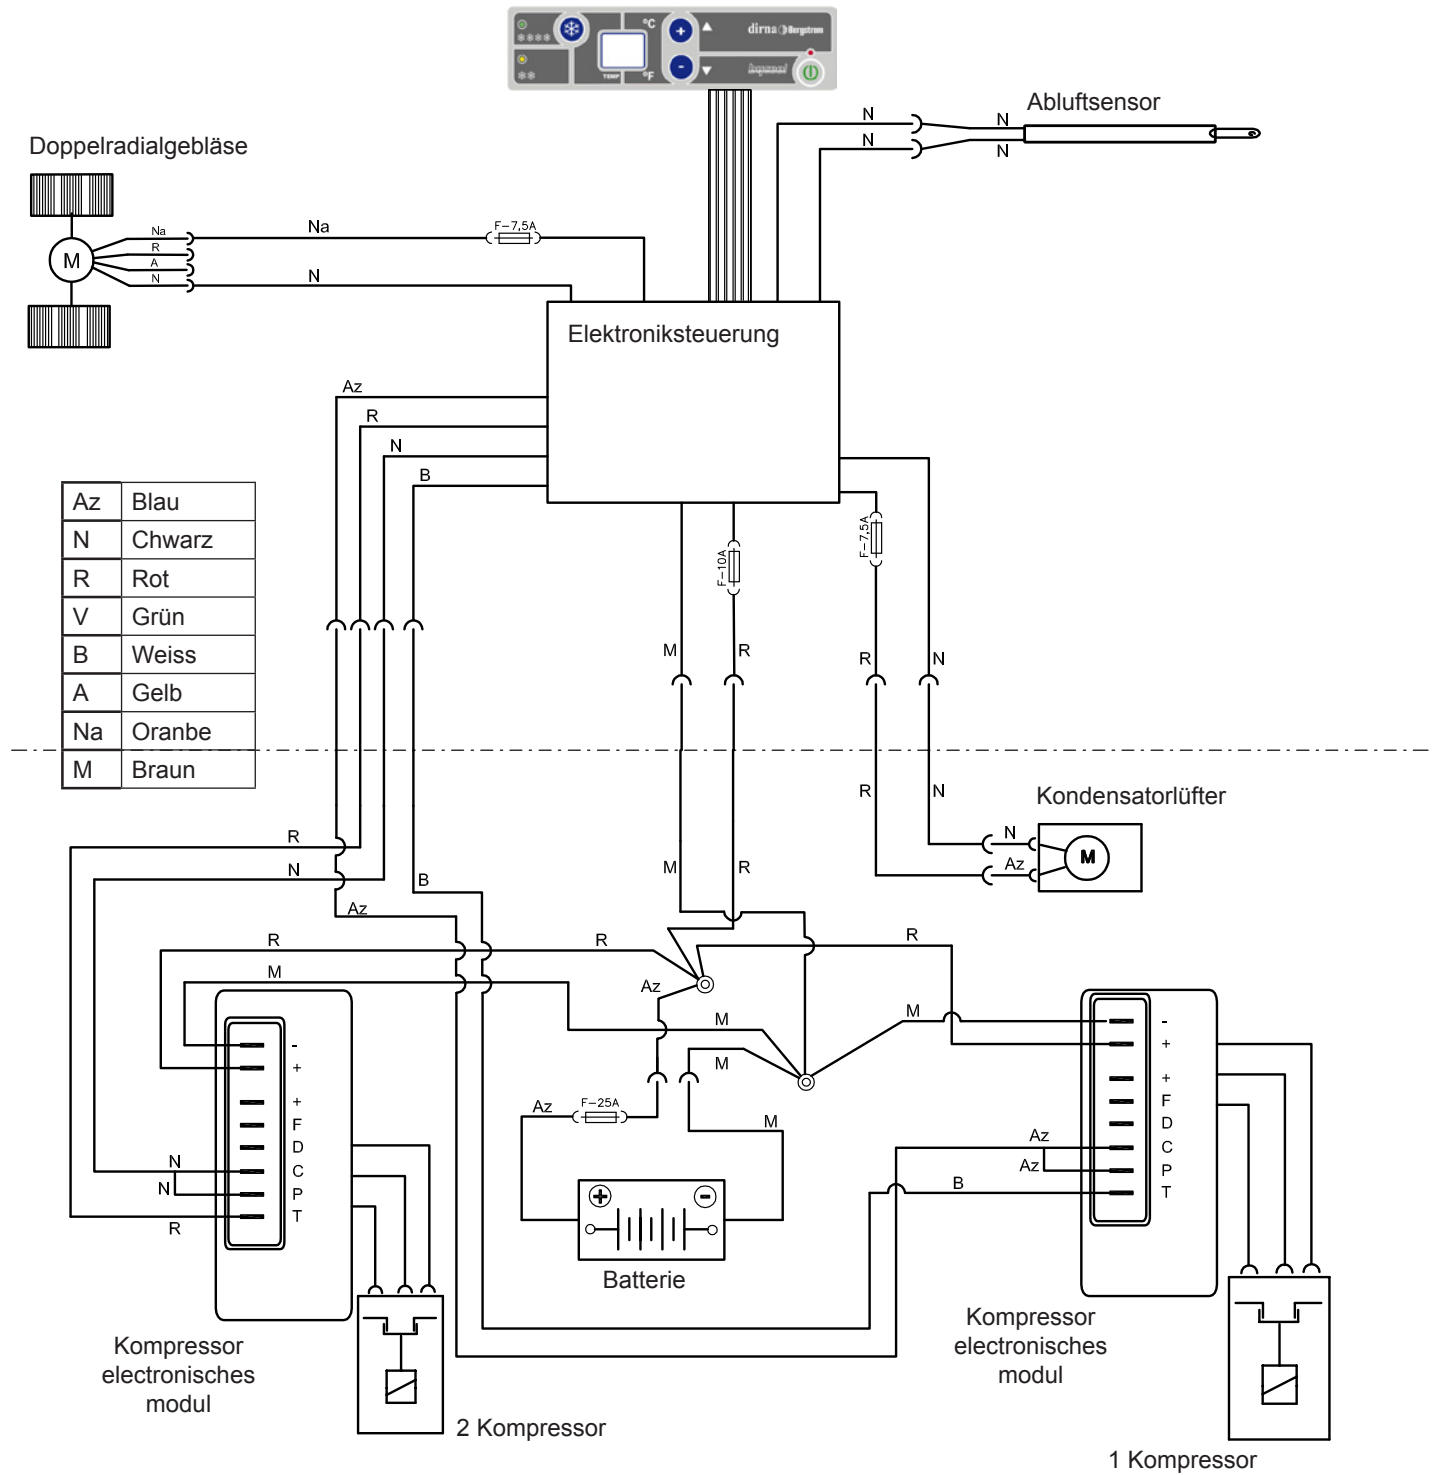 °C
°F
TEMP
+
-
dirna Bergstrom
Abluftsensor
N
N
N
N
Doppelradialgebläse
M
Na
R
A
N
Na
N
F-7,5A
Elektroniksteuerung
Az
R
N
B
Az Blau
N Chwarz
R Rot
V Grün
B Weiss
A Gelb
Na Oranbe
M Braun
F-10A
F-7,5A
M
R
R
N
R
N
Kondensatorlüfter
N
Az
M
R
N
Az
B
M
R
R
R
R
M
Az
M
M
M
-
+
+
F
D
C
P
T
N
N
R
Az
F-25A
M
+
-
Batterie
-
+
+
F
D
C
P
T
Az
Az
B
Kompressor
electronisches
modul
2 Kompressor
Kompressor
electronisches
modul
1 Kompressor